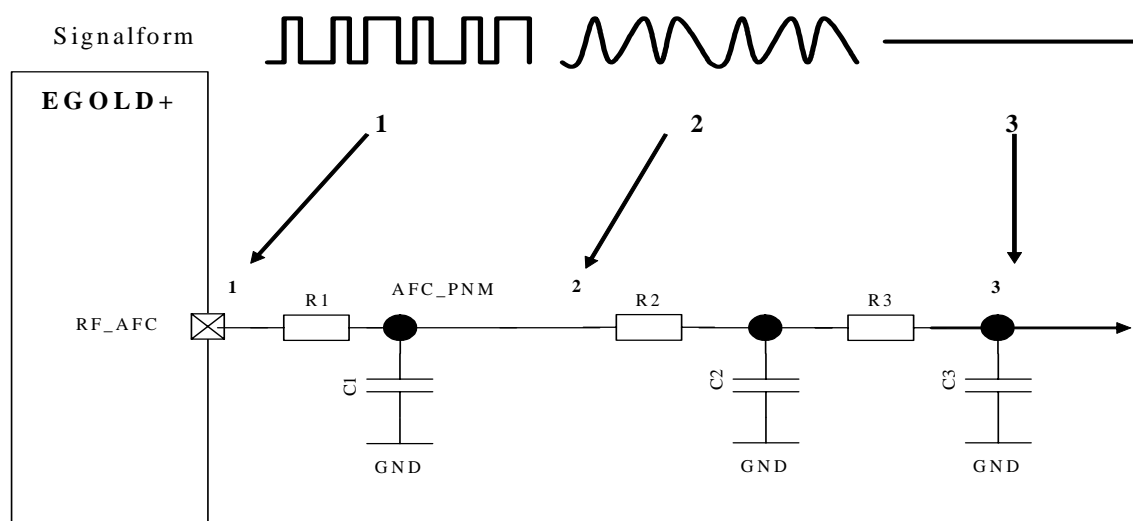 Signalform
EGOLD+
1
2
3
1
AFC_PNM
2
3
R1
R2
R3
RF_AFC
C1
C2
C3
GND
GND
GND